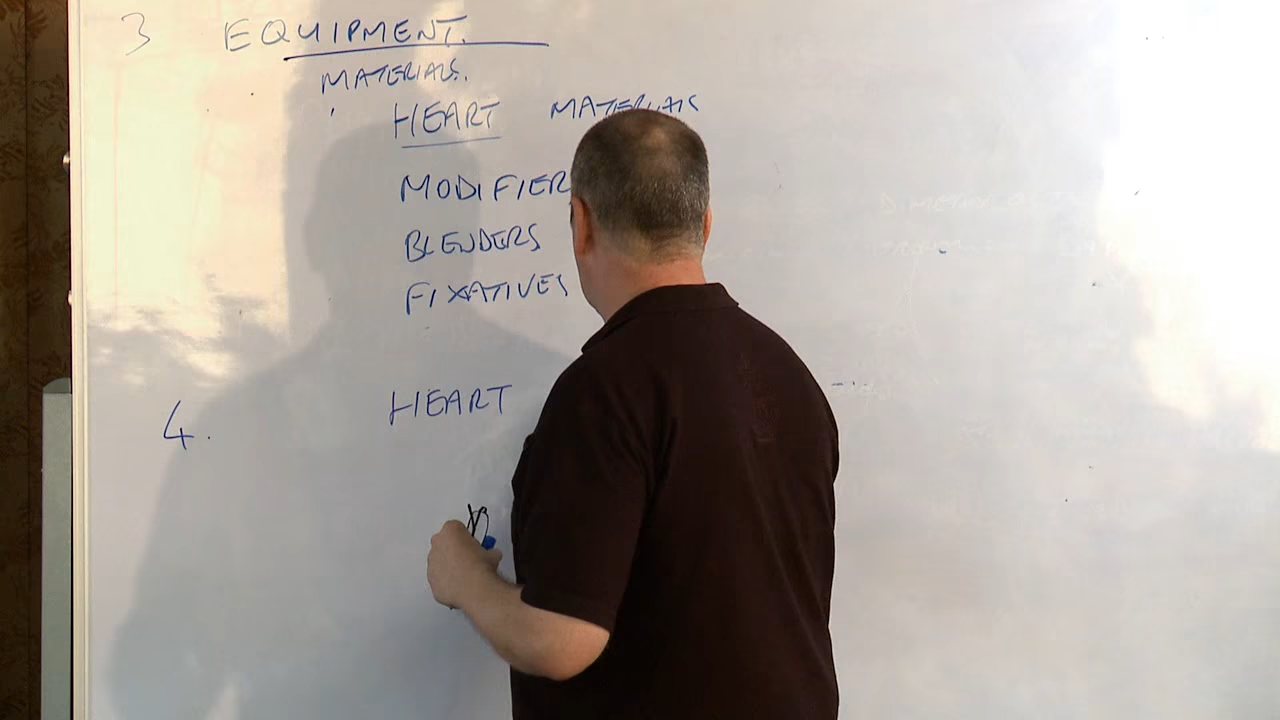 3 EQUIPMENT.
MATERIALS.
HEART MATERIALS
MODIFIER
BLENDERS
FIXATIVES
4. HEART